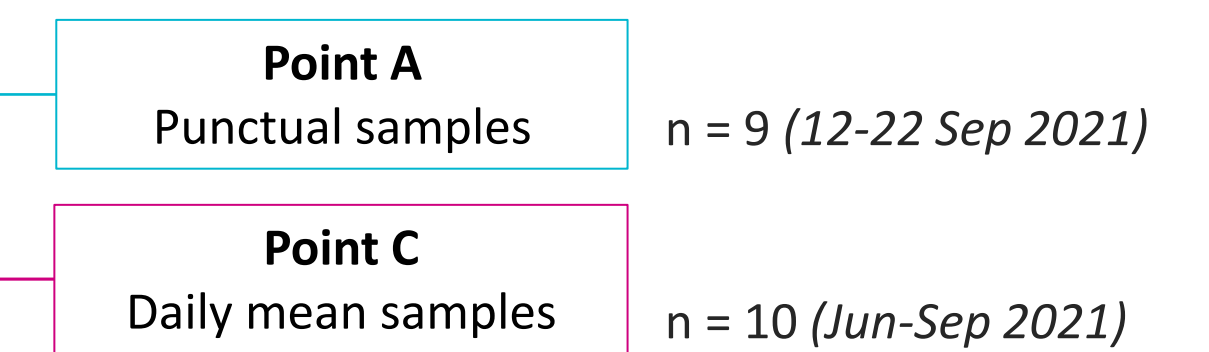 Point A
Punctual samples
n = 9 (12-22 Sep 2021)
Point C
Daily mean samples
n = 10 (Jun-Sep 2021)